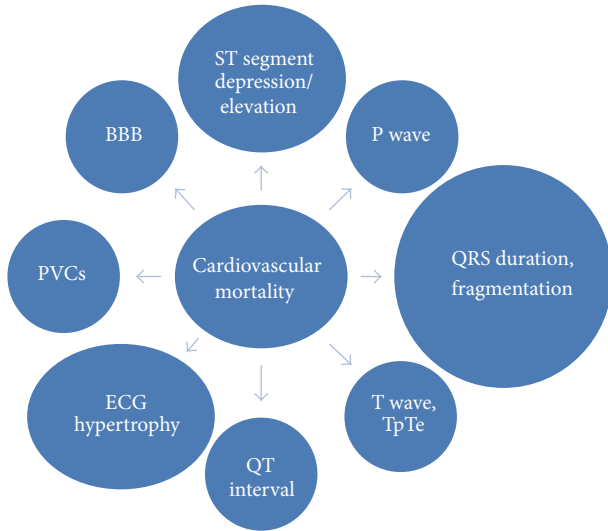 ST segment
depression/
elevation
BBB
P wave
PVCs
Cardiovascular
mortality
QRS duration,
fragmentation
ECG
hypertrophy
T wave,
TpTe
QT
interval